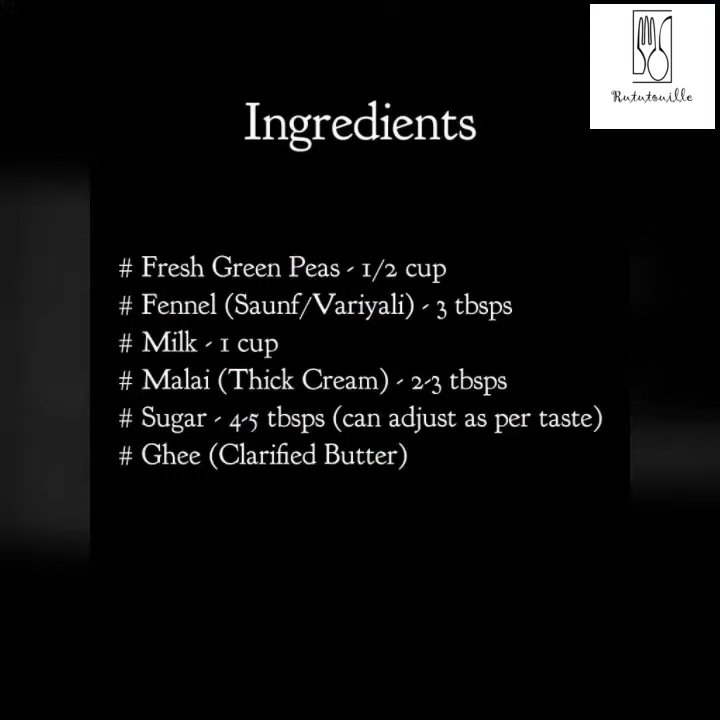 Rututouille
Ingredients
# Fresh Green Peas - 1/2 cup
# Fennel (Saunf/Variyali) - 3 tbsps
# Milk - 1 cup
# Malai (Thick Cream) - 2-3 tbsps
# Sugar - 4-5 tbsps (can adjust as per taste)
# Ghee (Clarified Butter)